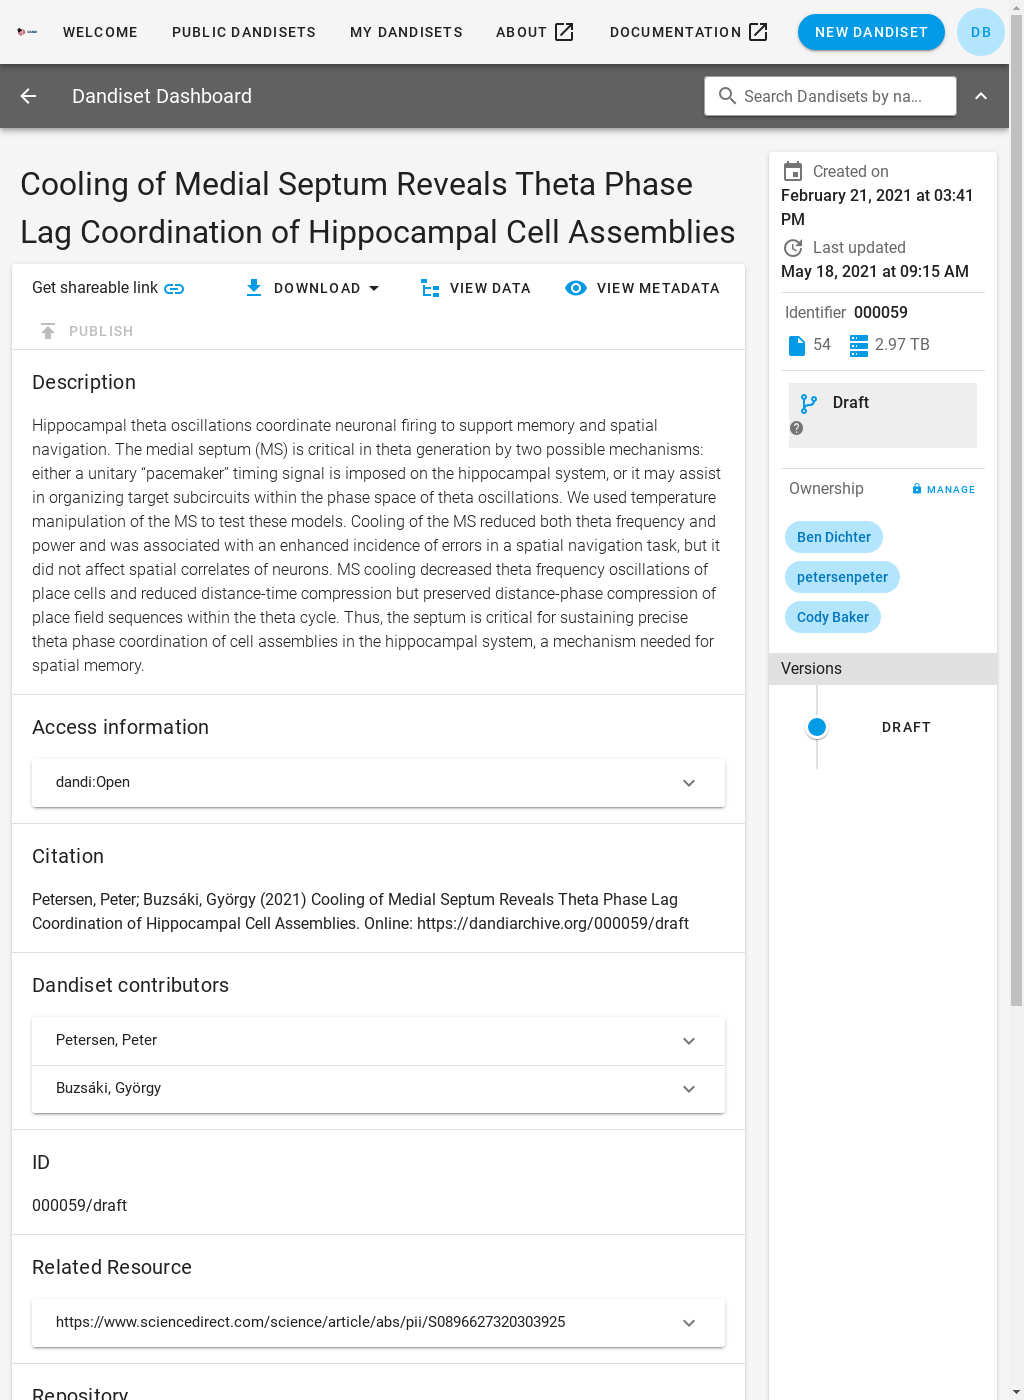 WELCOME PUBLIC DANDISETS MY DANDISETS ABOUT DOCUMENTATION NEW DANDISET DB
Dandiset Dashboard Search Dandisets by na...
Cooling of Medial Septum Reveals Theta Phase
Lag Coordination of Hippocampal Cell Assemblies
Get shareable link DOWNLOAD VIEW DATA VIEW METADATA
PUBLISH
Description
Hippocampal theta oscillations coordinate neuronal firing to support memory and spatial
navigation. The medial septum (MS) is critical in theta generation by two possible mechanisms:
either a unitary “pacemaker” timing signal is imposed on the hippocampal system, or it may assist
in organizing target subcircuits within the phase space of theta oscillations. We used temperature
manipulation of the MS to test these models. Cooling of the MS reduced both theta frequency and
power and was associated with an enhanced incidence of errors in a spatial navigation task, but it
did not affect spatial correlates of neurons. MS cooling decreased theta frequency oscillations of
place cells and reduced distance-time compression but preserved distance-phase compression of
place field sequences within the theta cycle. Thus, the septum is critical for sustaining precise
theta phase coordination of cell assemblies in the hippocampal system, a mechanism needed for
spatial memory.
Access information
dandi:Open
Citation
Petersen, Peter; Buzsáki, György (2021) Cooling of Medial Septum Reveals Theta Phase Lag
Coordination of Hippocampal Cell Assemblies. Online: https://dandiarchive.org/000059/draft
Dandiset contributors
Petersen, Peter
Buzsáki, György
ID
000059/draft
Related Resource
https://www.sciencedirect.com/science/article/abs/pii/S0896627320303925
Repository
Created on
February 21, 2021 at 03:41
PM
Last updated
May 18, 2021 at 09:15 AM
Identifier 000059
54 2.97 TB
Draft
Ownership MANAGE
Ben Dichter
petersenpeter
Cody Baker
Versions
DRAFT